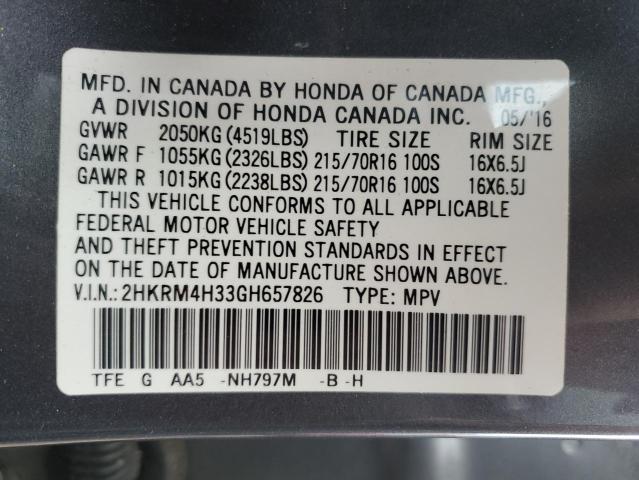 MFD. IN CANADA BY HONDA OF CANADA MFG.,
A DIVISION OF HONDA CANADA INC. 05/'16
GVWR 2050KG (4519LBS) TIRE SIZE RIM SIZE
GAWR F 1055KG (2326LBS) 215/70R16 100S 16X6.5J
GAWR R 1015KG (2238LBS) 215/70R16 100S 16X6.5J
THIS VEHICLE CONFORMS TO ALL APPLICABLE
FEDERAL MOTOR VEHICLE SAFETY
AND THEFT PREVENTION STANDARDS IN EFFECT
ON THE DATE OF MANUFACTURE SHOWN ABOVE.
V.I.N.: 2HKRM4H33GH657826 TYPE: MPV
TFE G AA5 -NH797M -B -H